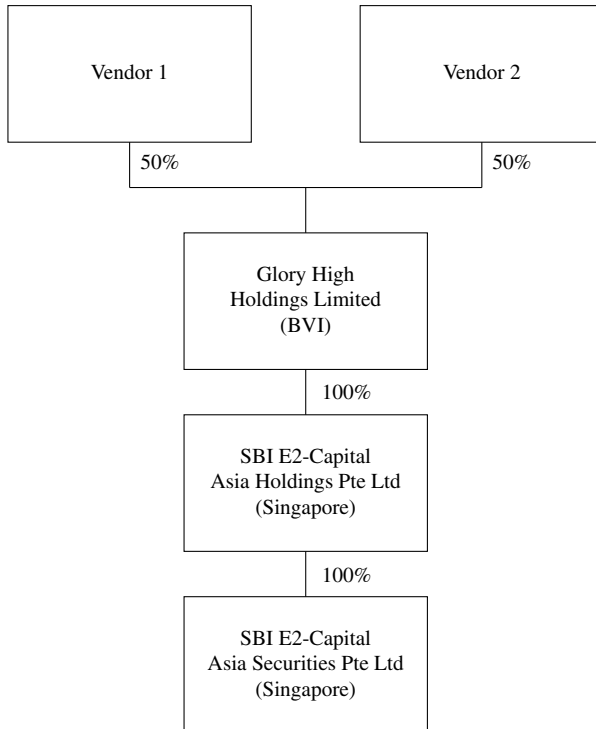 Vendor 1
Vendor 2
50%
50%
Glory High
Holdings Limited
(BVI)
100%
SBI E2-Capital
Asia Holdings Pte Ltd
(Singapore)
100%
SBI E2-Capital
Asia Securities Pte Ltd
(Singapore)